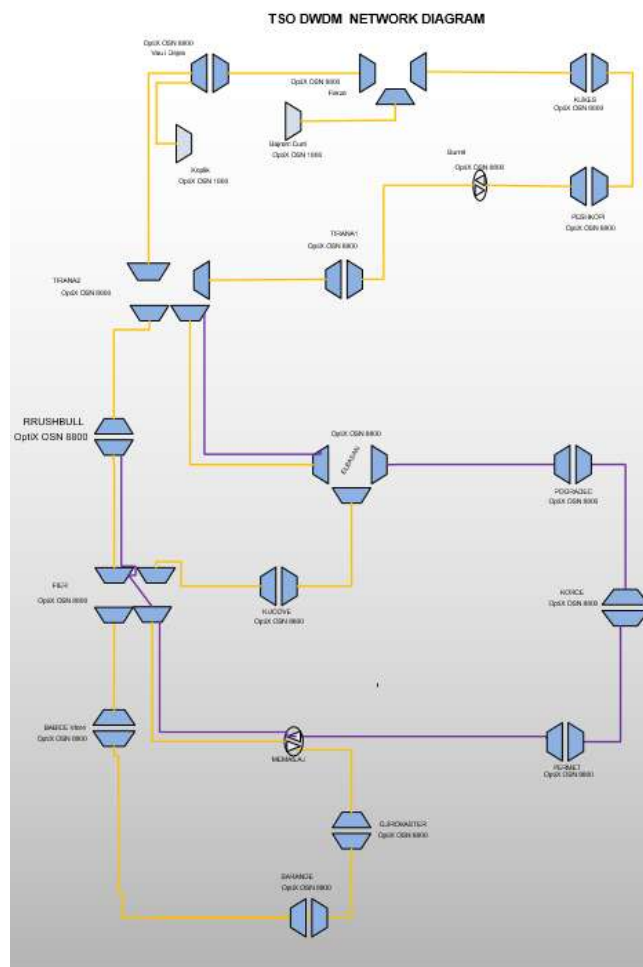 TSO DWDM NETWORK DIAGRAM
OptiX OSN 8800
Vau i Dejes
OptiX OSN 8800
Fierze
KUKES
OptiX OSN 8800
Bajram Curri
OptiX OSN 1800
Koplik
OptiX OSN 1800
Burrel
OptiX OSN 8800
PESHKOPI
OptiX OSN 8800
TIRANA1
OptiX OSN 8800
TIRANA2
OptiX OSN 8800
RRUSHBULL
OptiX OSN 8800
OptiX OSN 8800
ELBASAN
POGRADEC
OptiX OSN 8800
FIER
OptiX OSN 8800
KUCOVE
OptiX OSN 8800
KORCE
OptiX OSN 8800
BABICE Vlore
OptiX OSN 8800
MEMALIAJ
PERMET
OptiX OSN 8800
OptiX OSN 8800
SARANDE
OptiX OSN 8800